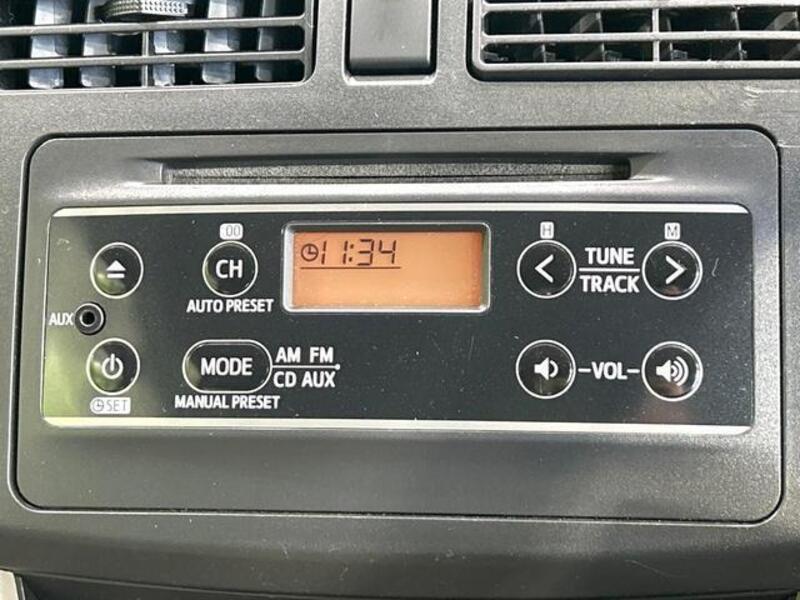 00
H
M
11:34
CH
TUNE
TRACK
AUTO PRESET
AUX
MODE
AM FM
CD AUX
VOL
SET
MANUAL PRESET